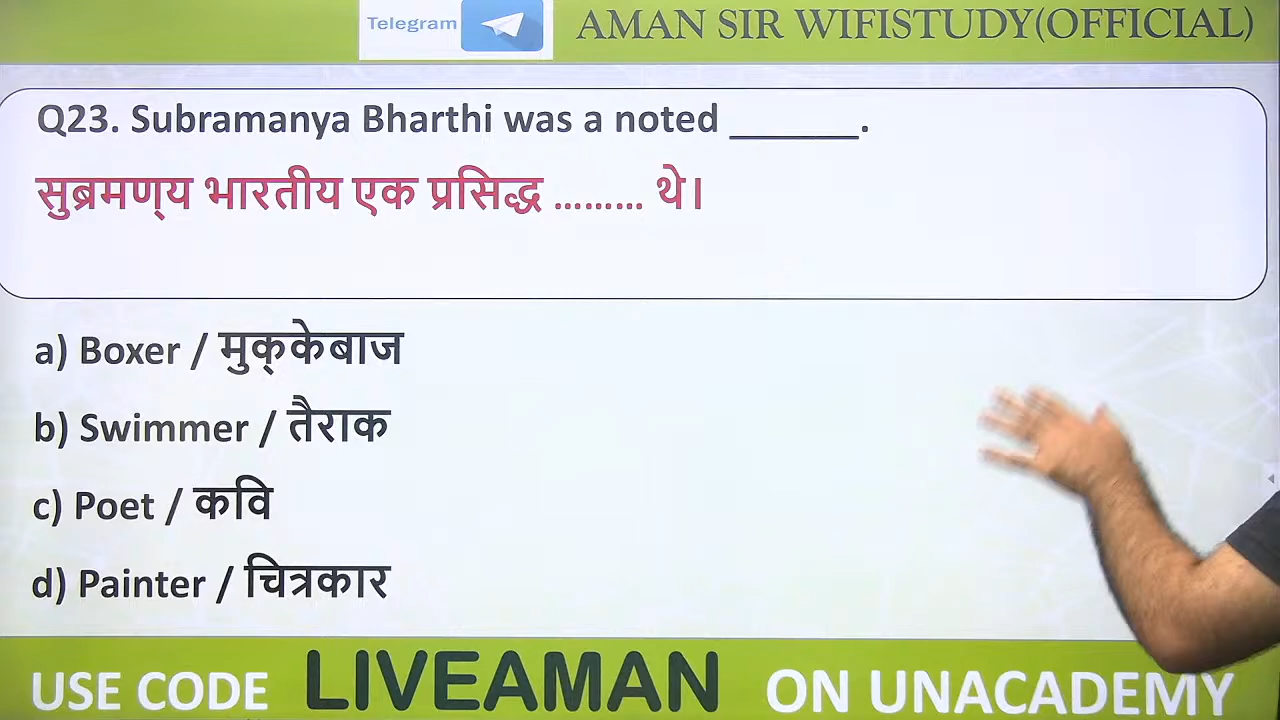 Telegram
AMAN SIR WIFISTUDY(OFFICIAL)
Q23. Subramanya Bharthi was a noted ______.
सुब्रमण्‌य भारतीय एक प्रसिद्ध ......... थे।
a) Boxer / मुक्‌केबाज
b) Swimmer / तैराक
c) Poet / कवि
d) Painter / चित्रकार
USE CODE LIVEAMAN ON UNACADEMY